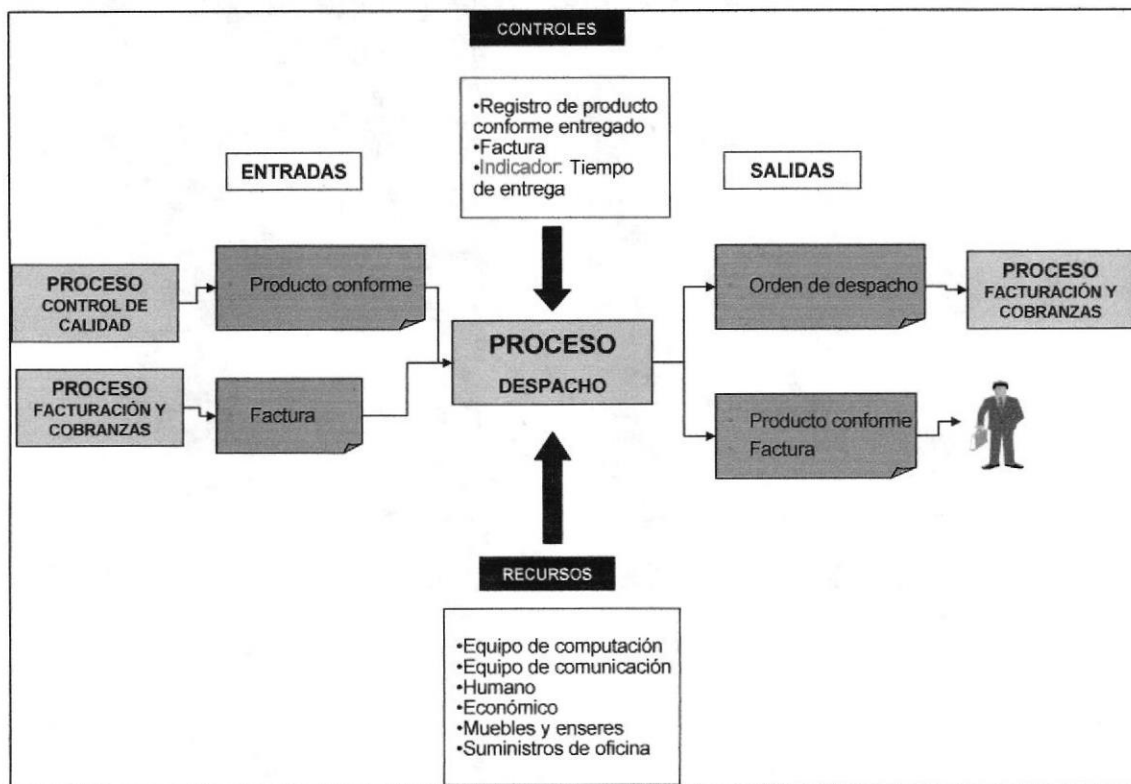 CONTROLES
•Registro de producto
conforme entregado
•Factura
•Indicador: Tiempo
de entrega
ENTRADAS
SALIDAS
PROCESO
CONTROL DE
CALIDAD
Producto conforme
Orden de despacho
PROCESO
FACTURACIÓN Y
COBRANZAS
PROCESO
DESPACHO
PROCESO
FACTURACIÓN Y
COBRANZAS
Factura
Producto conforme
Factura
RECURSOS
•Equipo de computación
•Equipo de comunicación
•Humano
•Económico
•Muebles y enseres
•Suministros de oficina